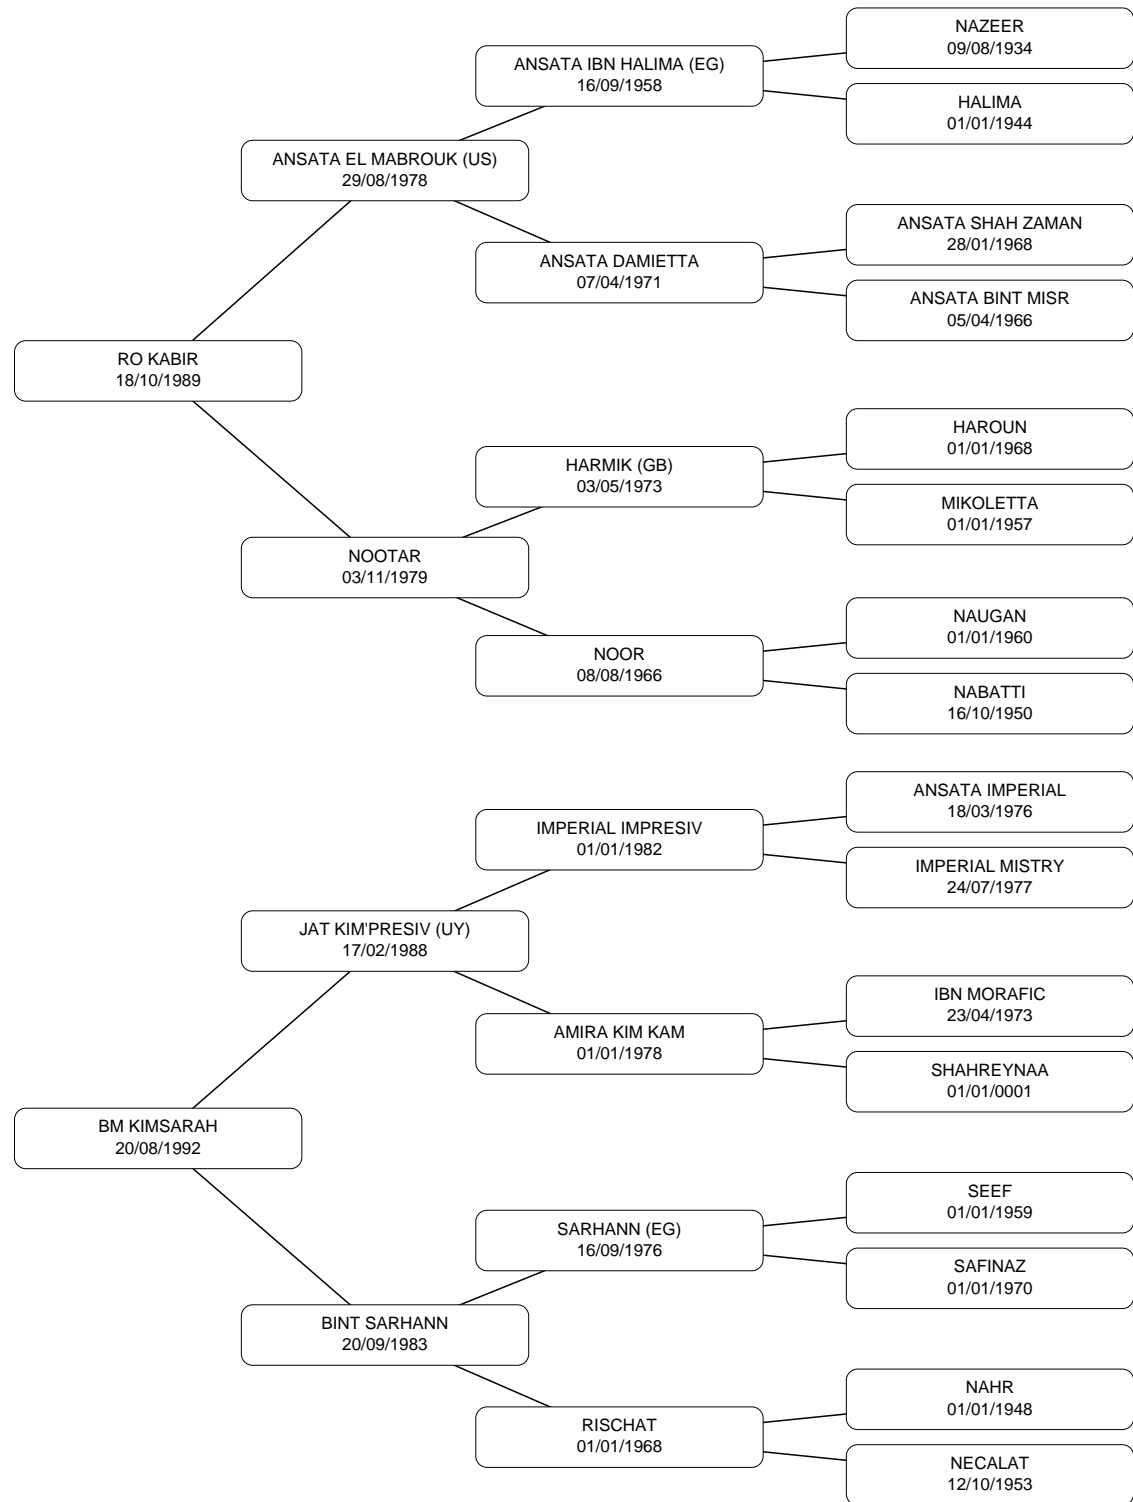 NAZEER
09/08/1934
ANSATA IBN HALIMA (EG)
16/09/1958
HALIMA
01/01/1944
ANSATA EL MABROUK (US)
29/08/1978
ANSATA SHAH ZAMAN
28/01/1968
ANSATA DAMIETTA
07/04/1971
ANSATA BINT MISR
05/04/1966
RO KABIR
18/10/1989
HAROUN
01/01/1968
HARMIK (GB)
03/05/1973
MIKOLETTA
01/01/1957
NOOTAR
03/11/1979
NAUGAN
01/01/1960
NOOR
08/08/1966
NABATTI
16/10/1950
ANSATA IMPERIAL
18/03/1976
IMPERIAL IMPRESIV
01/01/1982
IMPERIAL MISTRY
24/07/1977
JAT KIM'PRESIV (UY)
17/02/1988
IBN MORAFIC
23/04/1973
AMIRA KIM KAM
01/01/1978
SHAHREYNAA
01/01/0001
BM KIMSARAH
20/08/1992
SEEF
01/01/1959
SARHANN (EG)
16/09/1976
SAFINAZ
01/01/1970
BINT SARHANN
20/09/1983
NAHR
01/01/1948
RISCHAT
01/01/1968
NECALAT
12/10/1953